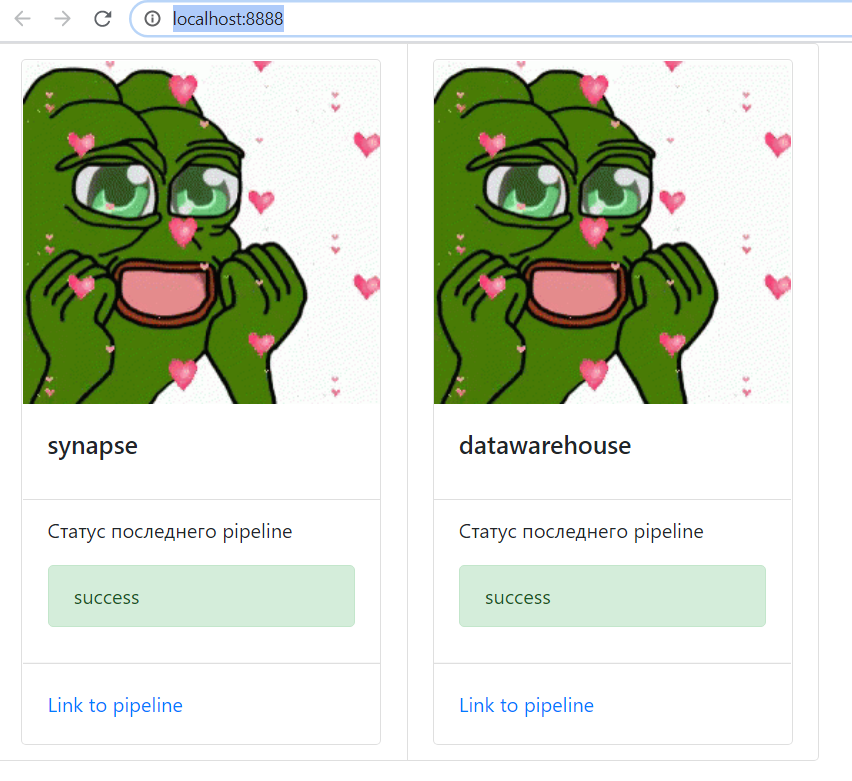 localhost:8888
synapse
Статус последнего pipeline
success
Link to pipeline
datawarehouse
Статус последнего pipeline
success
Link to pipeline